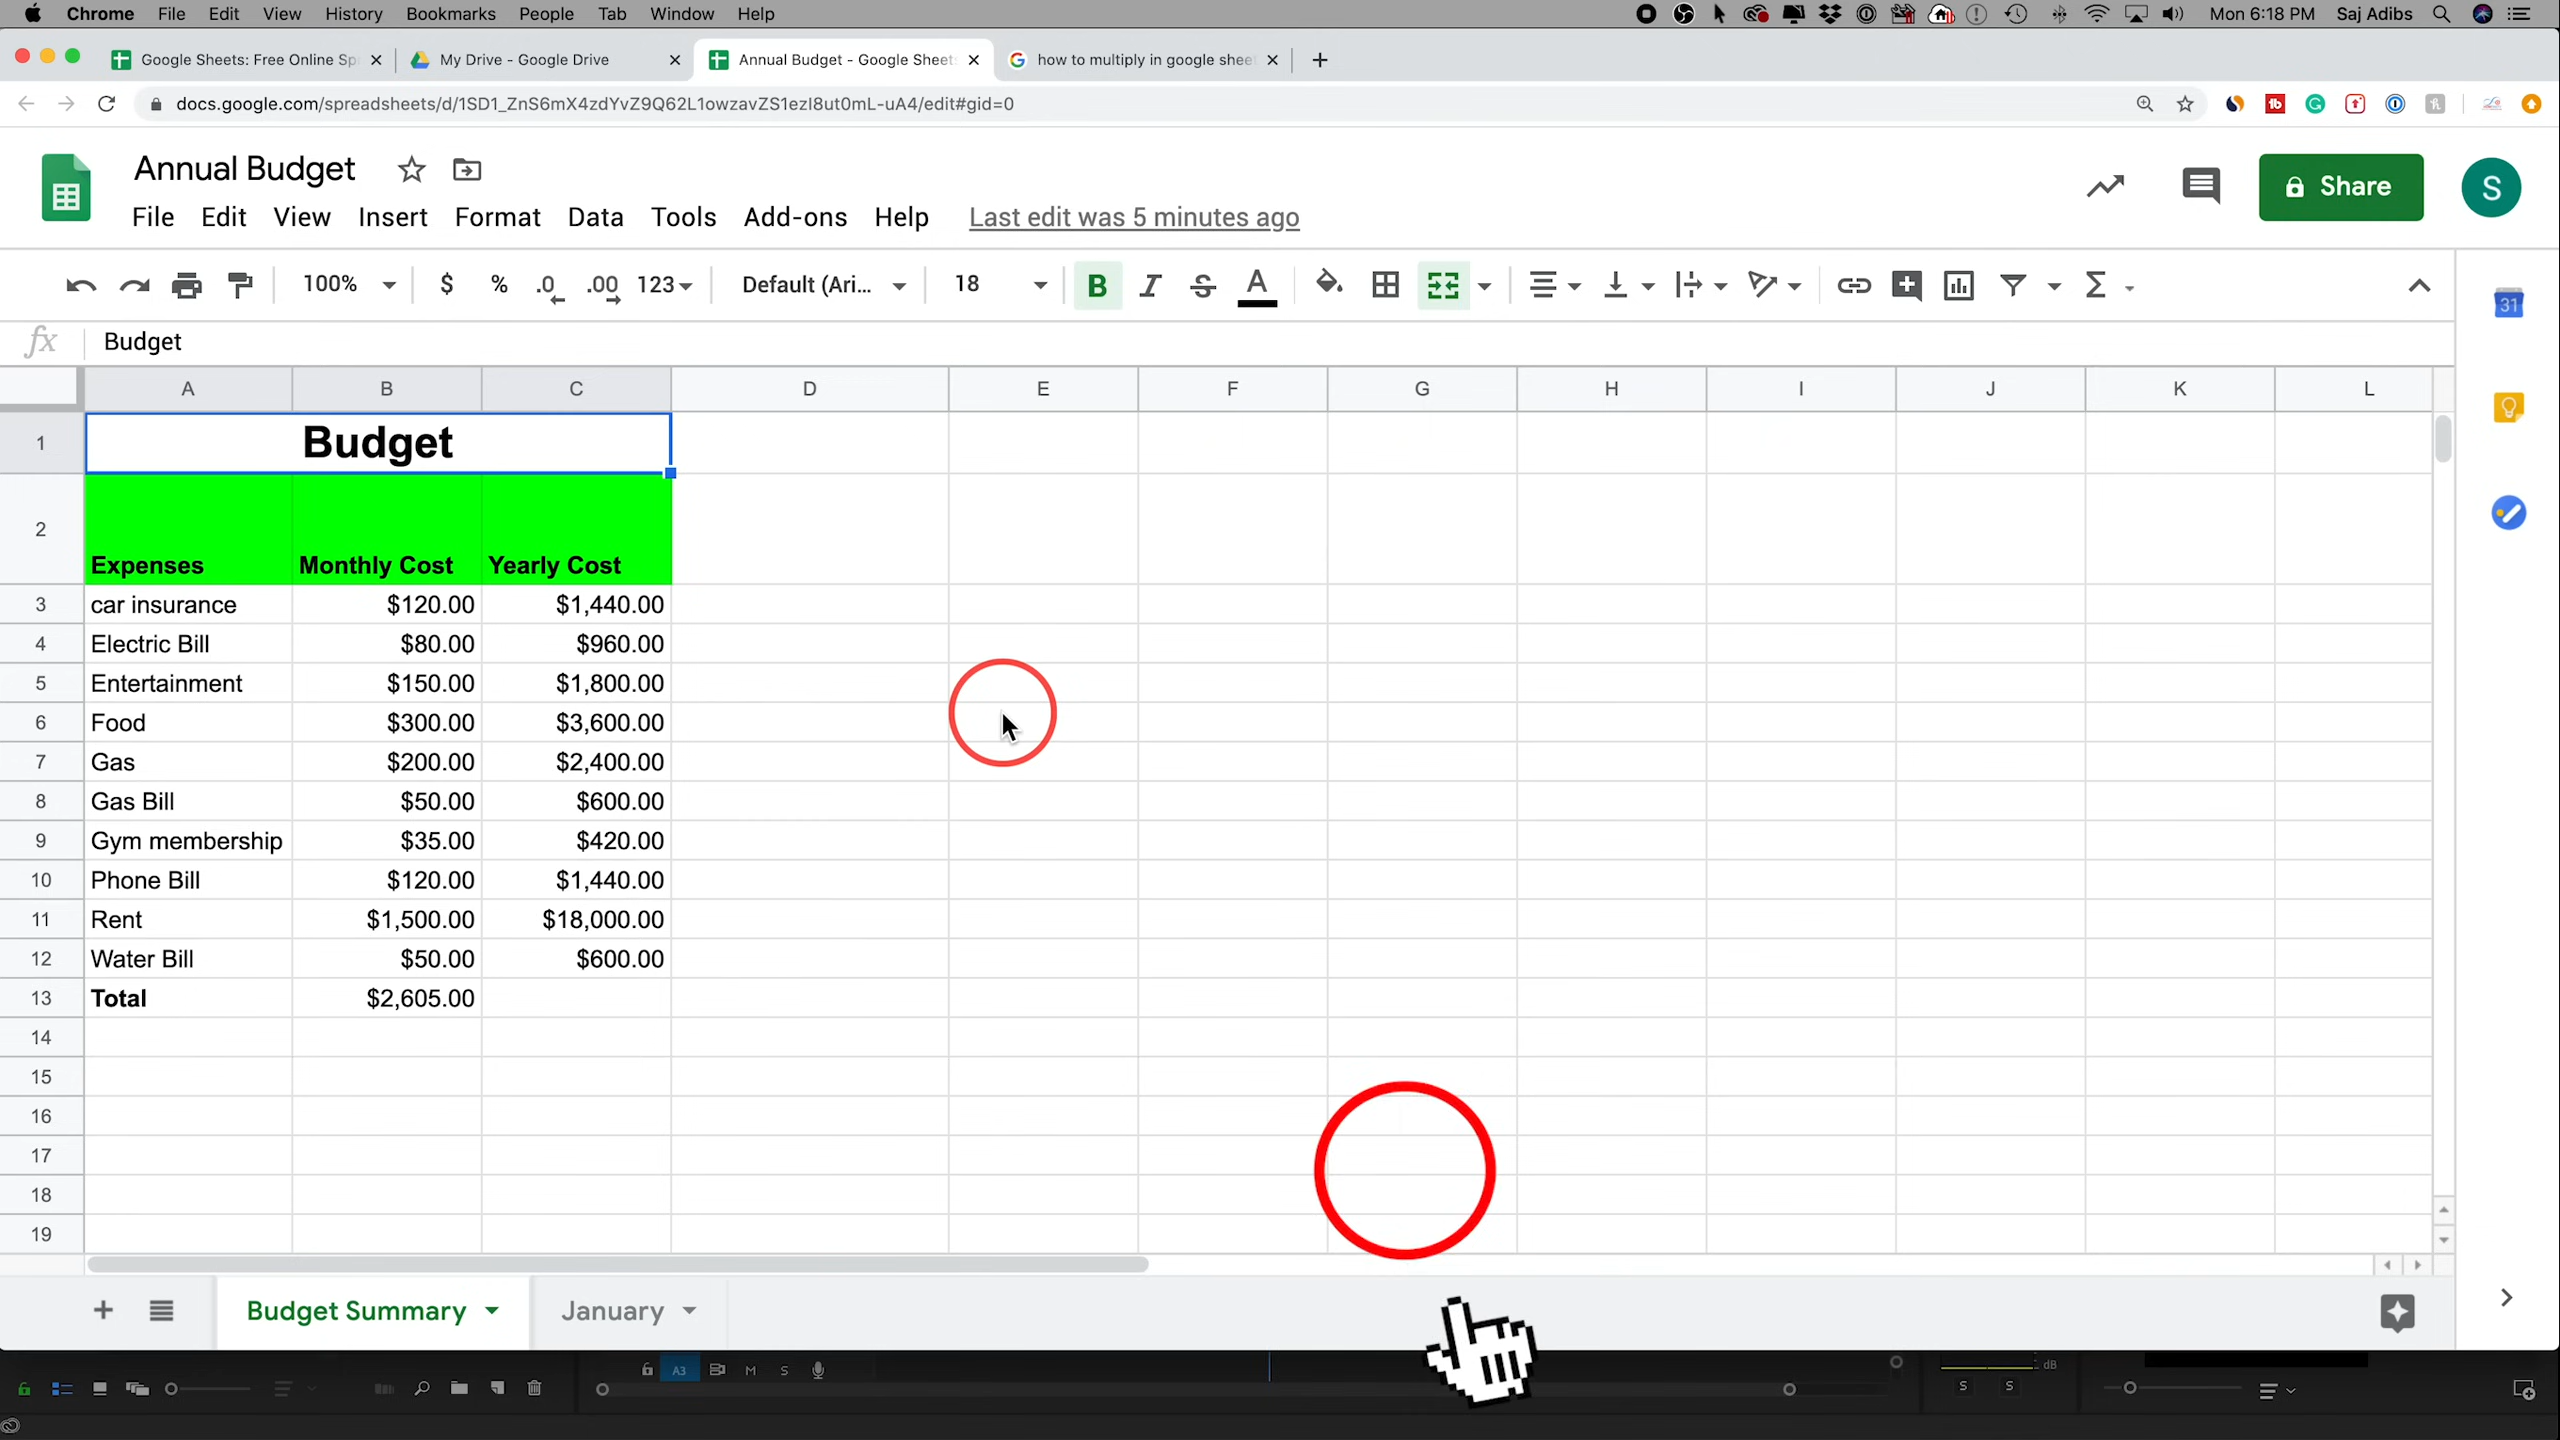 Chrome File Edit View History Bookmarks People Tab Window Help Mon 6:18 PM Saj Adibs
Google Sheets: Free Online Sp My Drive - Google Drive Annual Budget - Google Sheets how to multiply in google shee
docs.google.com/spreadsheets/d/1SD1_ZnS6mX4zdYvZ9Q62L1owzavZS1ezI8ut0mL-uA4/edit#gid=0
Annual Budget
Share
S
File Edit View Insert Format Data Tools Add-ons Help Last edit was 5 minutes ago
100% $ % .0 .00 123 Default (Ari... 18 B I S A Σ
31
fx Budget
A B C D E F G H I J K L
1 Budget
2 Expenses Monthly Cost Yearly Cost
3 car insurance $120.00 $1,440.00
4 Electric Bill $80.00 $960.00
5 Entertainment $150.00 $1,800.00
6 Food $300.00 $3,600.00
7 Gas $200.00 $2,400.00
8 Gas Bill $50.00 $600.00
9 Gym membership $35.00 $420.00
10 Phone Bill $120.00 $1,440.00
11 Rent $1,500.00 $18,000.00
12 Water Bill $50.00 $600.00
13 Total $2,605.00
14
15
16
17
18
19
+ Budget Summary January
A3 M S dB
S S